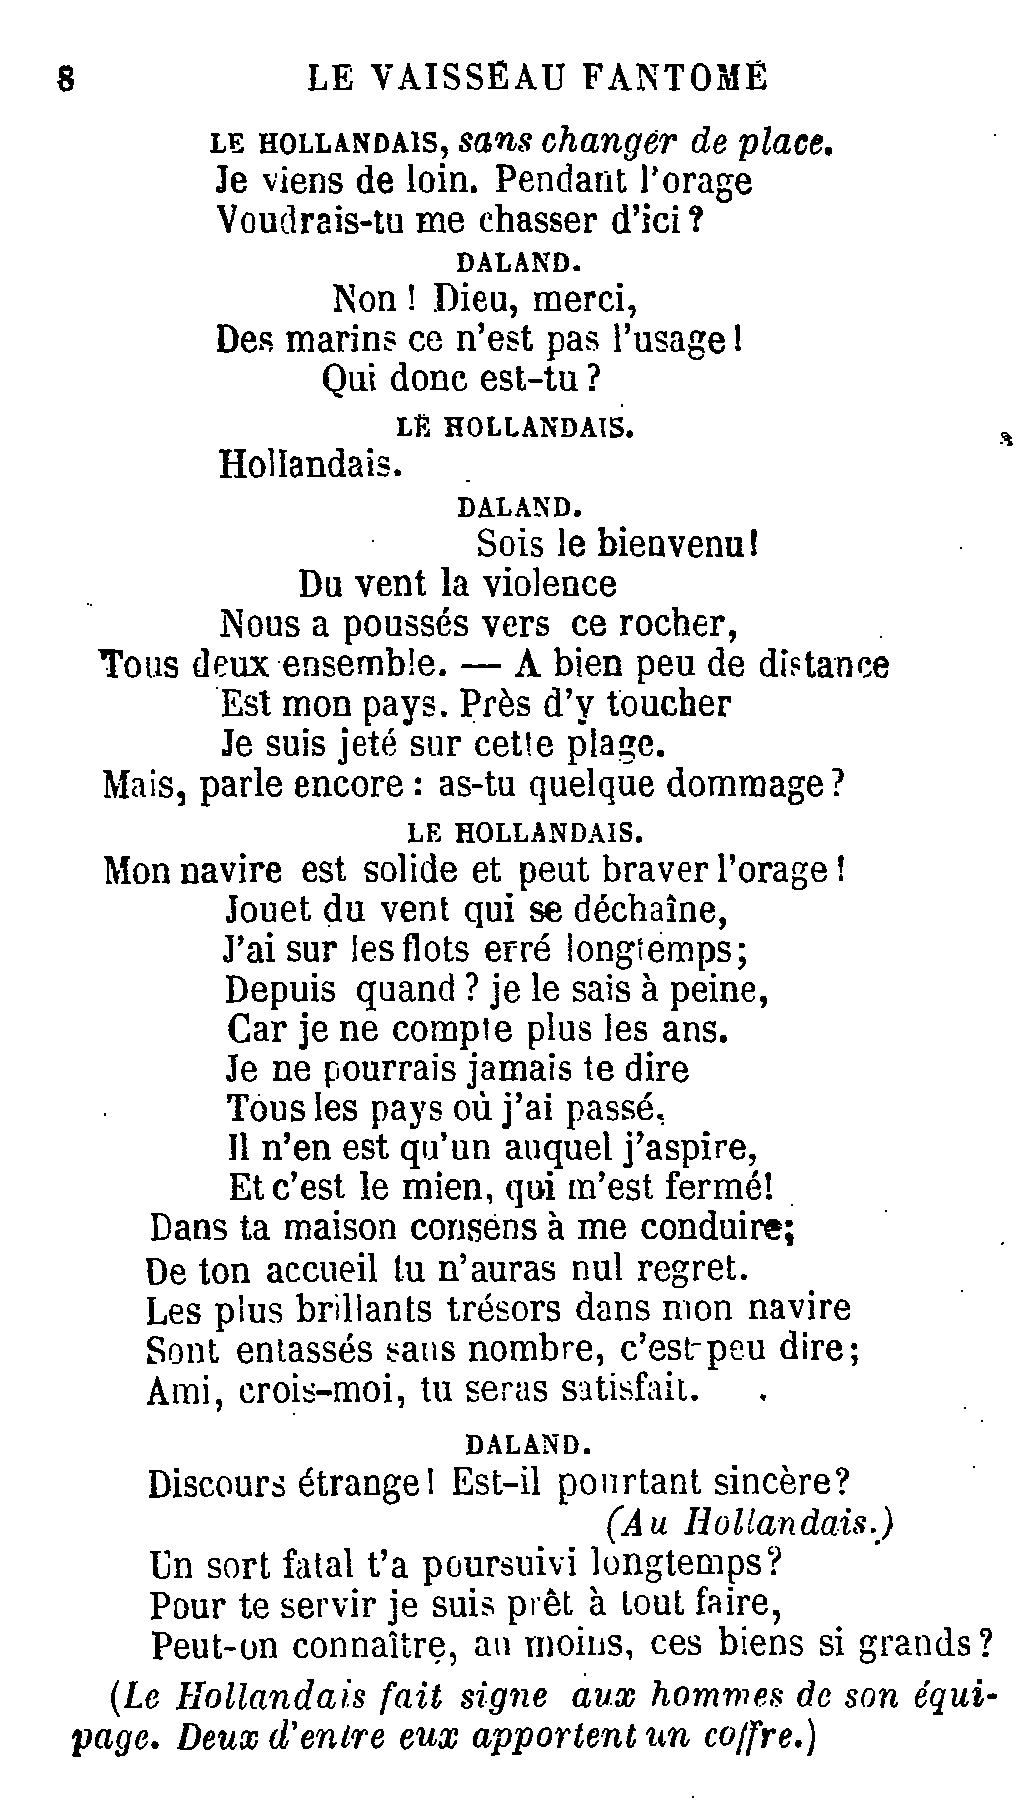 8 LE VAISSEAU FANTOME
LE HOLLANDAIS, sans changer de place.
Je viens de loin. Pendant l'orage
Voudrais-tu me chasser d'ici ?
DALAND.
Non ! Dieu, merci,
Des marins ce n'est pas l'usage !
Qui donc est-tu ?
LE HOLLANDAIS.
Hollandais.
DALAND.
Sois le bienvenu !
Du vent la violence
Nous a poussés vers ce rocher,
Tous deux ensemble. — A bien peu de distance
Est mon pays. Près d'y toucher
Je suis jeté sur cette plage.
Mais, parle encore : as-tu quelque dommage ?
LE HOLLANDAIS.
Mon navire est solide et peut braver l'orage !
Jouet du vent qui se déchaîne,
J'ai sur les flots erré longtemps ;
Depuis quand ? je le sais à peine,
Car je ne compte plus les ans.
Je ne pourrais jamais te dire
Tous les pays où j'ai passé,
Il n'en est qu'un auquel j'aspire,
Et c'est le mien, qui m'est fermé!
Dans ta maison consens à me conduire;
De ton accueil tu n'auras nul regret.
Les plus brillants trésors dans mon navire
Sont entassés sans nombre, c'est peu dire ;
Ami, crois-moi, tu seras satisfait.
DALAND.
Discours étrange ! Est-il pourtant sincère?
(Au Hollandais.)
Un sort fatal t'a poursuivi longtemps?
Pour te servir je suis prêt à tout faire,
Peut-on connaître, au moins, ces biens si grands ?
(Le Hollandais fait signe aux hommes de son équi-
page. Deux d'entre eux apportent un coffre.)